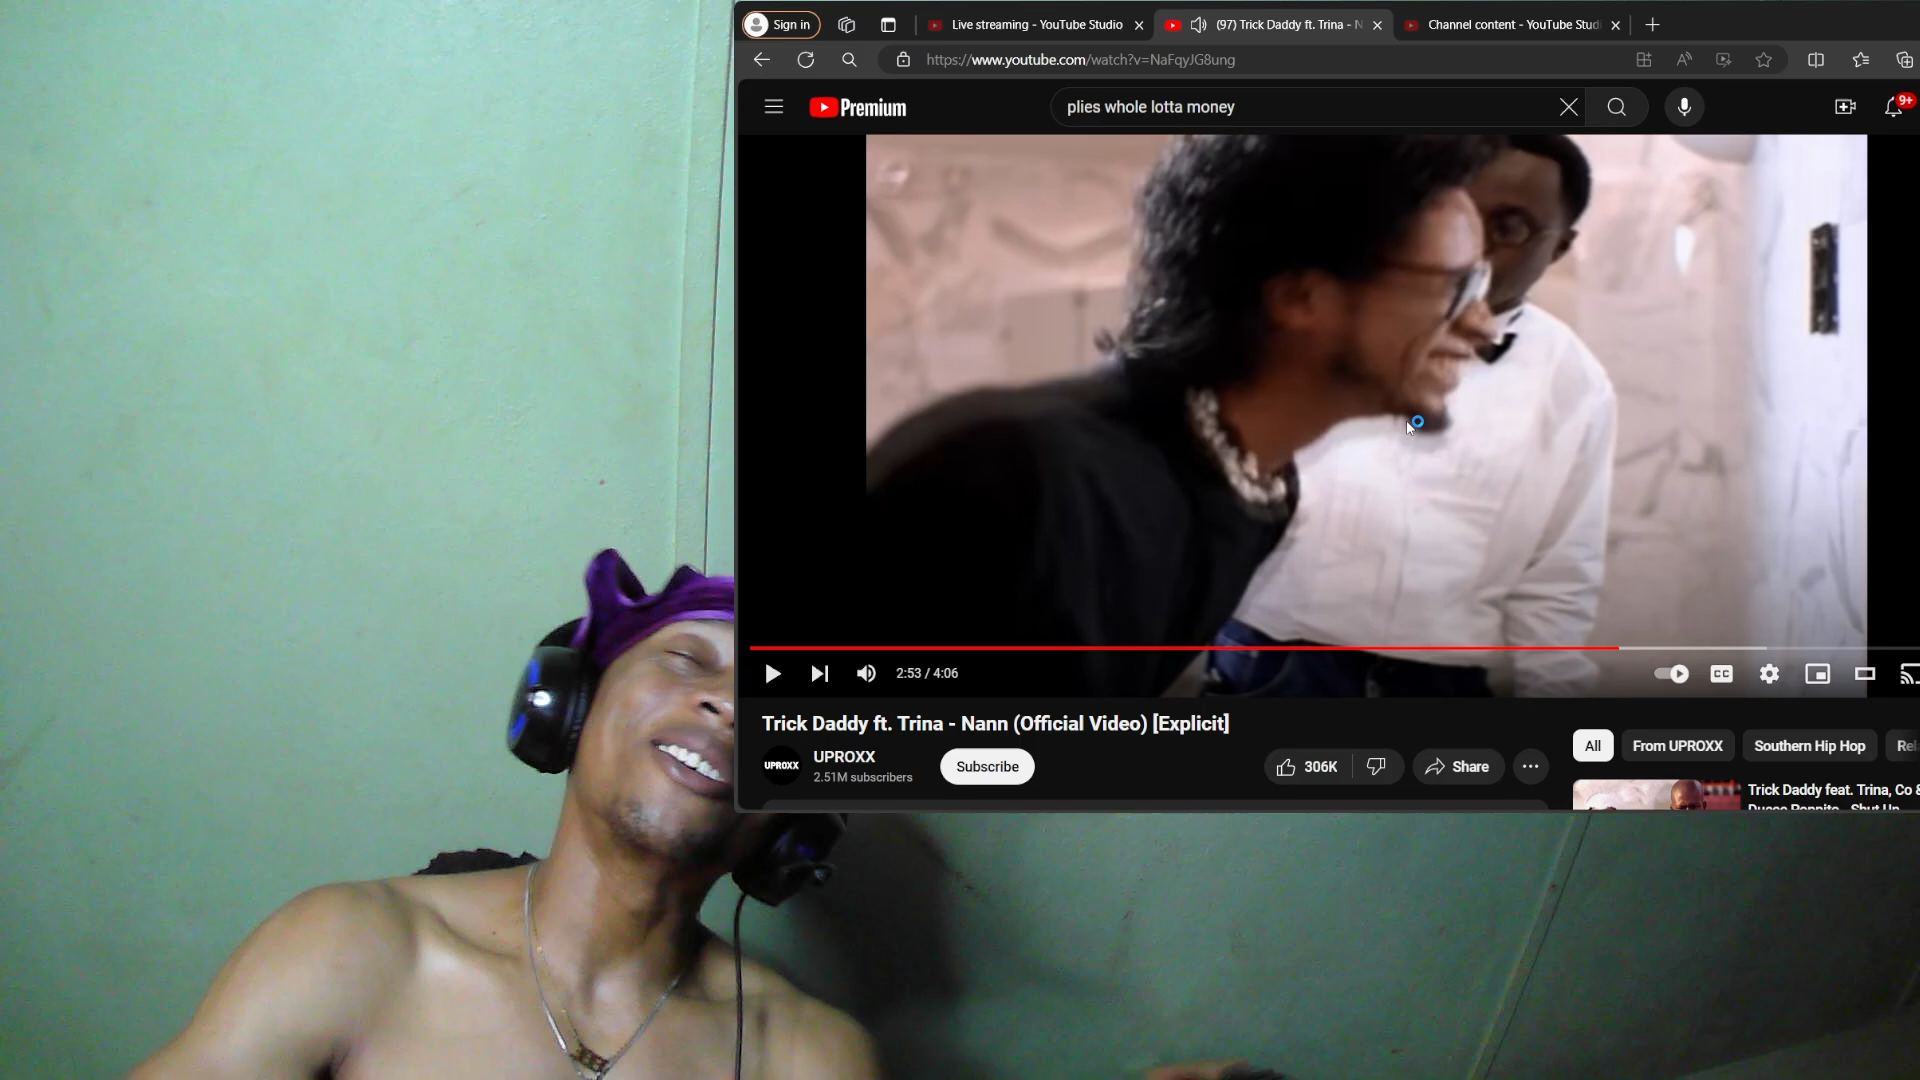 Sign in
Live streaming - YouTube Studio
(97) Trick Daddy ft. Trina - N
Channel content - YouTube Studi
https://www.youtube.com/watch?v=NaFqyJG8ung
Premium
plies whole lotta money
9+
2:53 / 4:06
CC
Trick Daddy ft. Trina - Nann (Official Video) [Explicit]
UPROXX
UPROXX
2.51M subscribers
Subscribe
306K
Share
All
From UPROXX
Southern Hip Hop
Rel
Trick Daddy feat. Trina, Co &